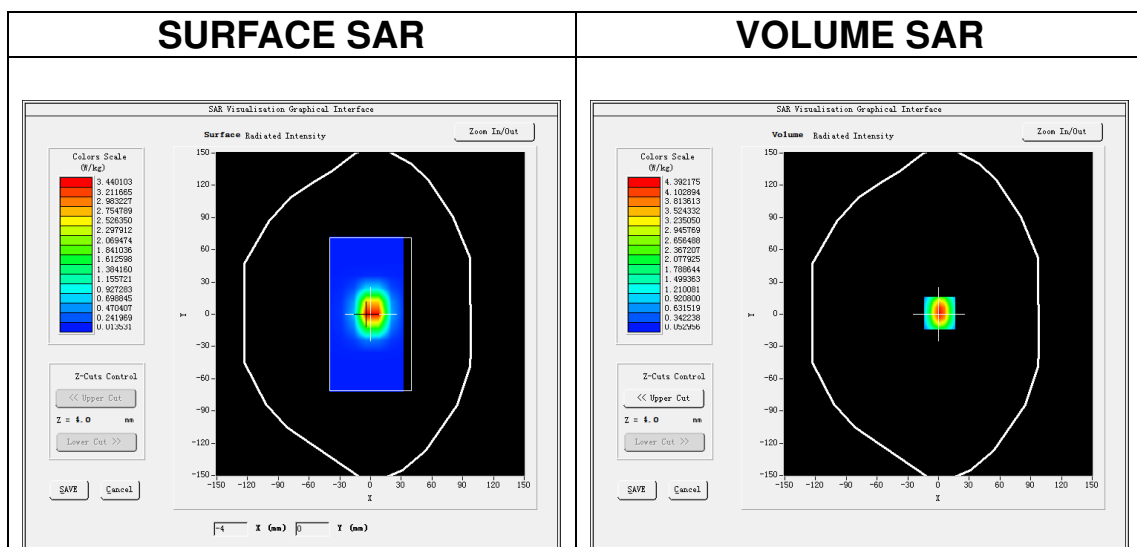 SURFACE SAR
VOLUME SAR
SAR Visualisation Graphical Interface
Surface Radiated Intensity
Zoom In/Out
Colors Scale
(W/kg)
3.440103
3.211665
2.983227
2.754789
2.526350
2.297912
2.069474
1.841036
1.612598
1.384160
1.155721
0.927283
0.698845
0.470407
0.241969
0.013531
150
120
90
60
30
0
-30
-60
-90
-120
-150
Y
-150 -120 -90 -60 -30 0 30 60 90 120 150
X
Z-Cuts Control
<< Upper Cut
Z = 4.0 mm
Lower Cut >>
SAVE Cancel
-4 X (mm) 0 Y (mm)
SAR Visualisation Graphical Interface
Volume Radiated Intensity
Zoom In/Out
Colors Scale
(W/kg)
4.392175
4.102894
3.813613
3.524332
3.235050
2.945769
2.656488
2.367207
2.077925
1.788644
1.499363
1.210081
0.920800
0.631519
0.342238
0.052956
150
120
90
60
30
0
-30
-60
-90
-120
-150
Y
-150 -120 -90 -60 -30 0 30 60 90 120 150
X
Z-Cuts Control
<< Upper Cut
Z = 4.0 mm
Lower Cut >>
SAVE Cancel